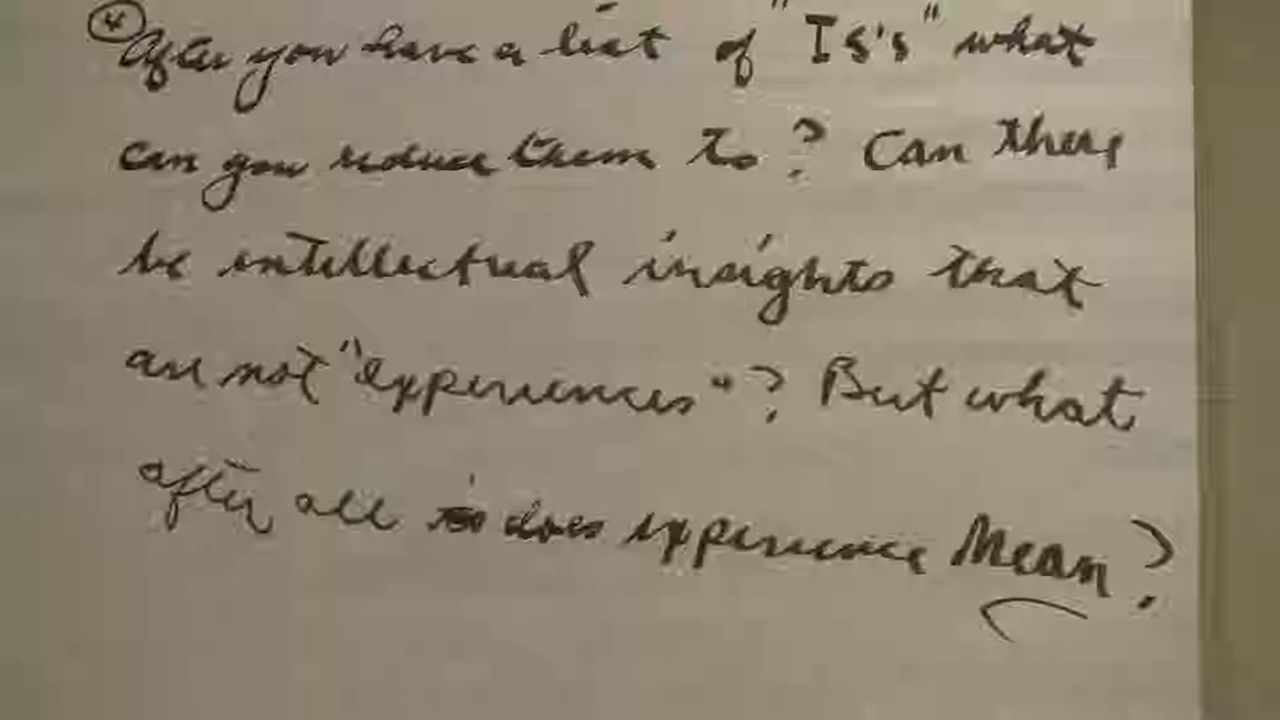 ④ After you have a list of "Is's" what
can you reduce them to? Can there
be intellectual insights that
are not "experiences"? But what
after all does experience Mean?